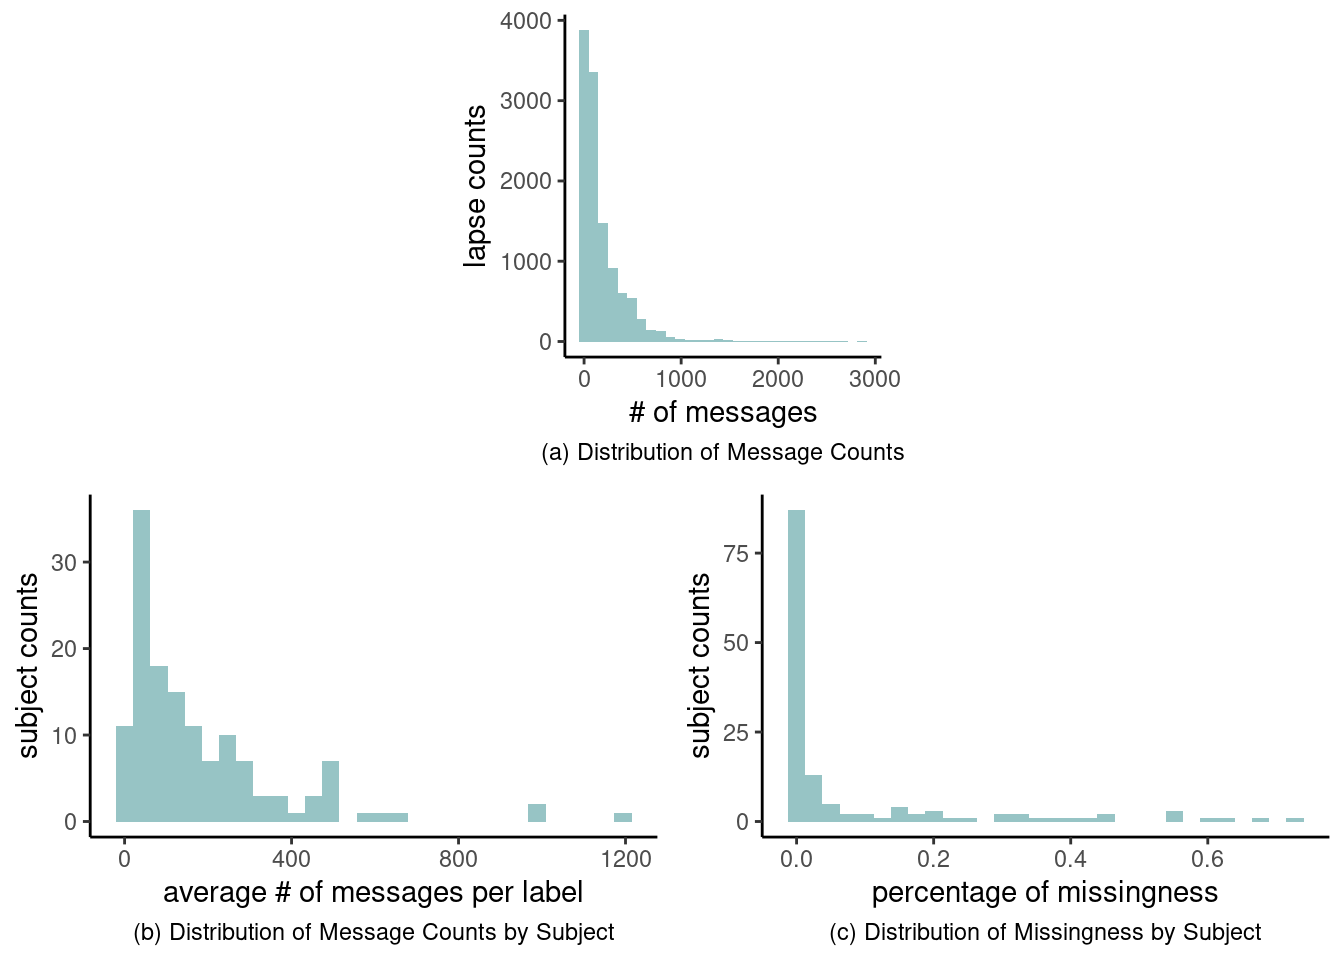 4000
3000
2000
1000
0
lapse counts
0 1000 2000 3000
# of messages
(a) Distribution of Message Counts
30
20
10
0
subject counts
0 400 800 1200
average # of messages per label
(b) Distribution of Message Counts by Subject
75
50
25
0
subject counts
0.0 0.2 0.4 0.6
percentage of missingness
(c) Distribution of Missingness by Subject